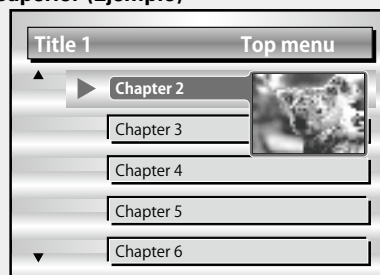 Superior (Ejemplo)
Title 1 Top menu
Chapter 2
Chapter 3
Chapter 4
Chapter 5
Chapter 6